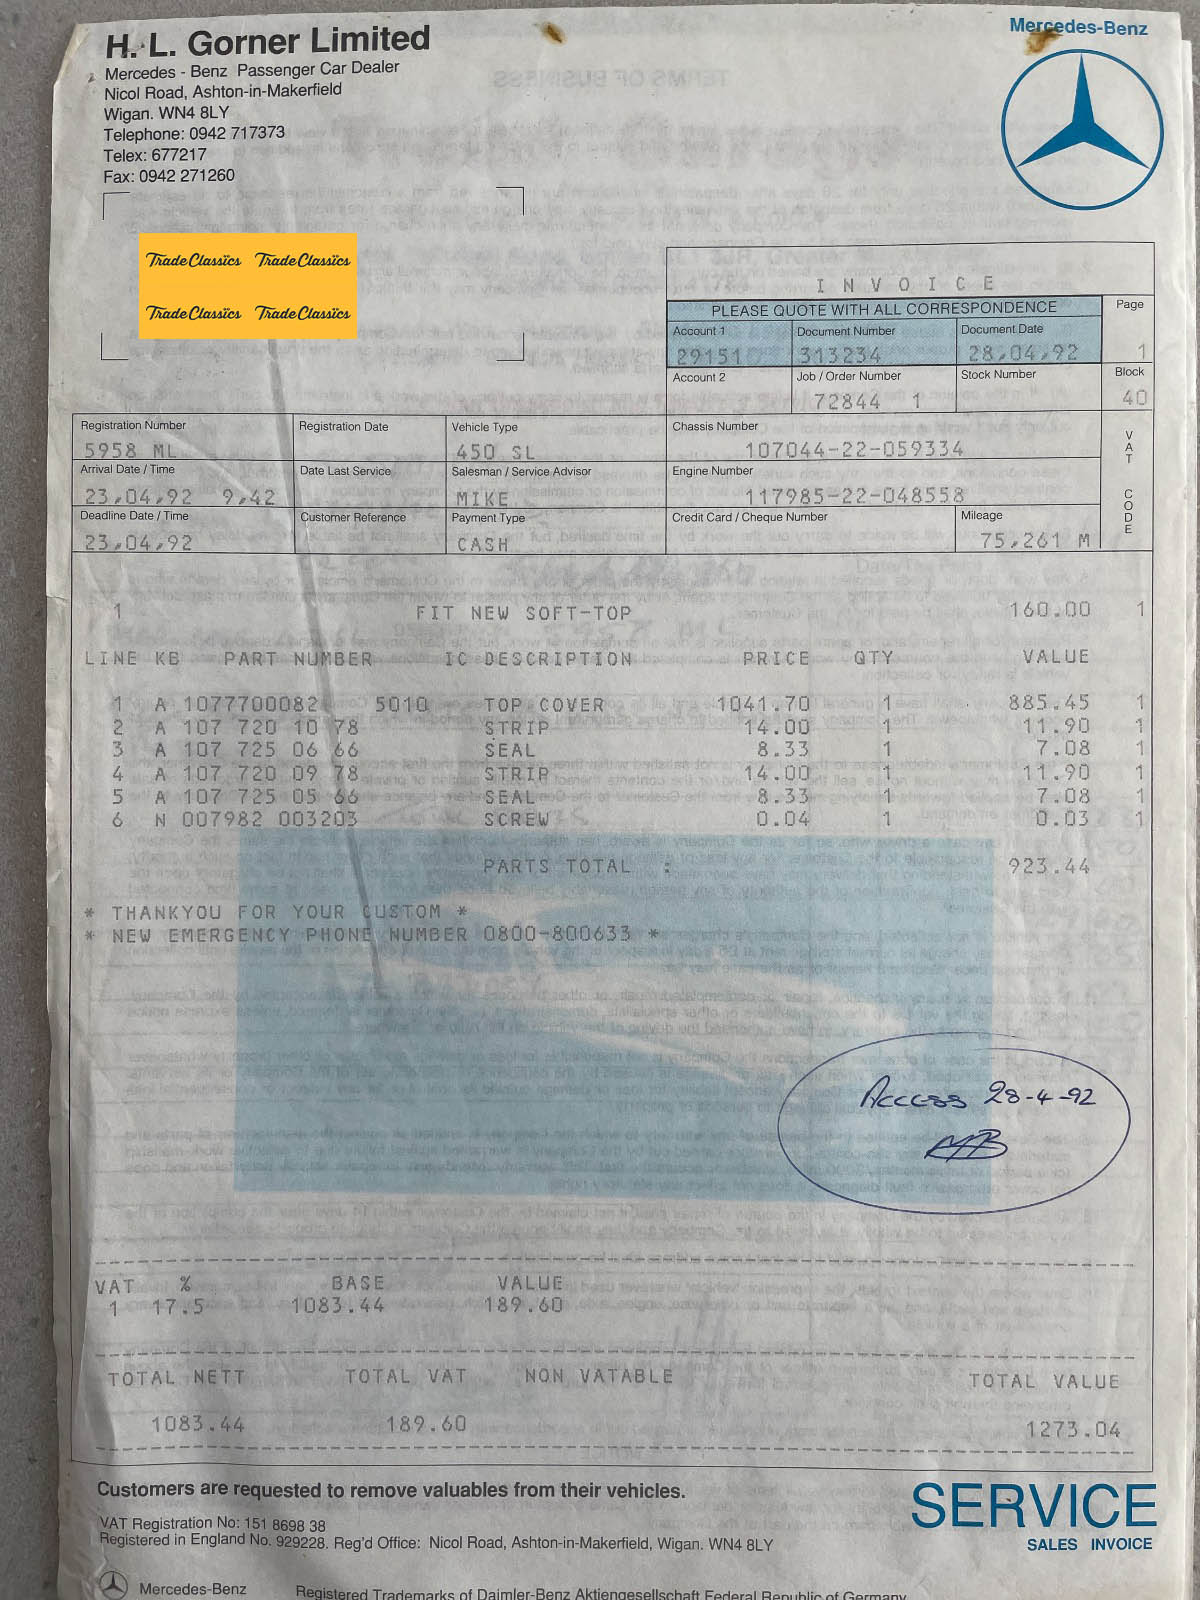 H. L. Gorner Limited
Mercedes - Benz Passenger Car Dealer
Nicol Road, Ashton-in-Makerfield
Wigan. WN4 8LY
Telephone: 0942 717373
Telex: 677217
Fax: 0942 271260
Mercedes-Benz
Trade Classics Trade Classics
Trade Classics Trade Classics
INVOICE
PLEASE QUOTE WITH ALL CORRESPONDENCE Page
Account 1 Document Number Document Date
29151 313234 28.04.92 1
Account 2 Job / Order Number Stock Number Block
72844 1 40
Registration Number Registration Date Vehicle Type Chassis Number VAT CODE
5958 ML 450 SL 107044-22-059334
Arrival Date / Time Date Last Service Salesman / Service Advisor Engine Number
23.04.92 9.42 MIKE 117985-22-048558
Deadline Date / Time Customer Reference Payment Type Credit Card / Cheque Number Mileage
23.04.92 CASH 75,261 M
1 FIT NEW SOFT-TOP 160.00 1
LINE KB PART NUMBER IC DESCRIPTION PRICE QTY VALUE
1 A 1077700082 5010 TOP COVER 1041.70 1 885.45 1
2 A 107 720 10 78 STRIP 14.00 1 11.90 1
3 A 107 725 06 66 SEAL 8.33 1 7.08 1
4 A 107 720 09 78 STRIP 14.00 1 11.90 1
5 A 107 725 05 66 SEAL 8.33 1 7.08 1
6 N 007982 003203 SCREW 0.04 1 0.03 1
PARTS TOTAL : 923.44
* THANKYOU FOR YOUR CUSTOM *
* NEW EMERGENCY PHONE NUMBER 0800-800633 *
Access 28-4-92
VAT % BASE VALUE
1 17.5 1083.44 189.60
TOTAL NETT TOTAL VAT NON VATABLE TOTAL VALUE
1083.44 189.60 1273.04
Customers are requested to remove valuables from their vehicles.
SERVICE
SALES INVOICE
VAT Registration No: 151 8698 38
Registered in England No. 929228. Reg'd Office: Nicol Road, Ashton-in-Makerfield, Wigan. WN4 8LY
Mercedes-Benz Registered Trademarks of Daimler-Benz Aktiengesellschaft Federal Republic of Germany